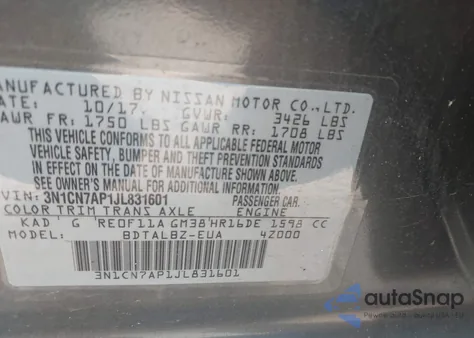 MANUFACTURED BY NISSAN MOTOR CO.,LTD.
DATE: 10/17 GVWR: 3426 LBS
GAWR FR: 1750 LBS GAWR RR: 1708 LBS
THIS VEHICLE CONFORMS TO ALL APPLICABLE FEDERAL MOTOR
VEHICLE SAFETY, BUMPER AND THEFT PREVENTION STANDARDS
IN EFFECT ON THE DATE OF MANUFACTURE SHOWN ABOVE.
SEE OWNER'S MANUAL FOR ADDITIONAL INFORMATION
VIN: 3N1CN7AP1JL831601 PASSENGER CAR
COLOR TRIM TRANS AXLE ENGINE
KAD G RE0F11A GM38 HR16DE 1598 CC
MODEL: BDTALBZ-EUA 42000
3N1CN7AP1JL831601
autaSnap